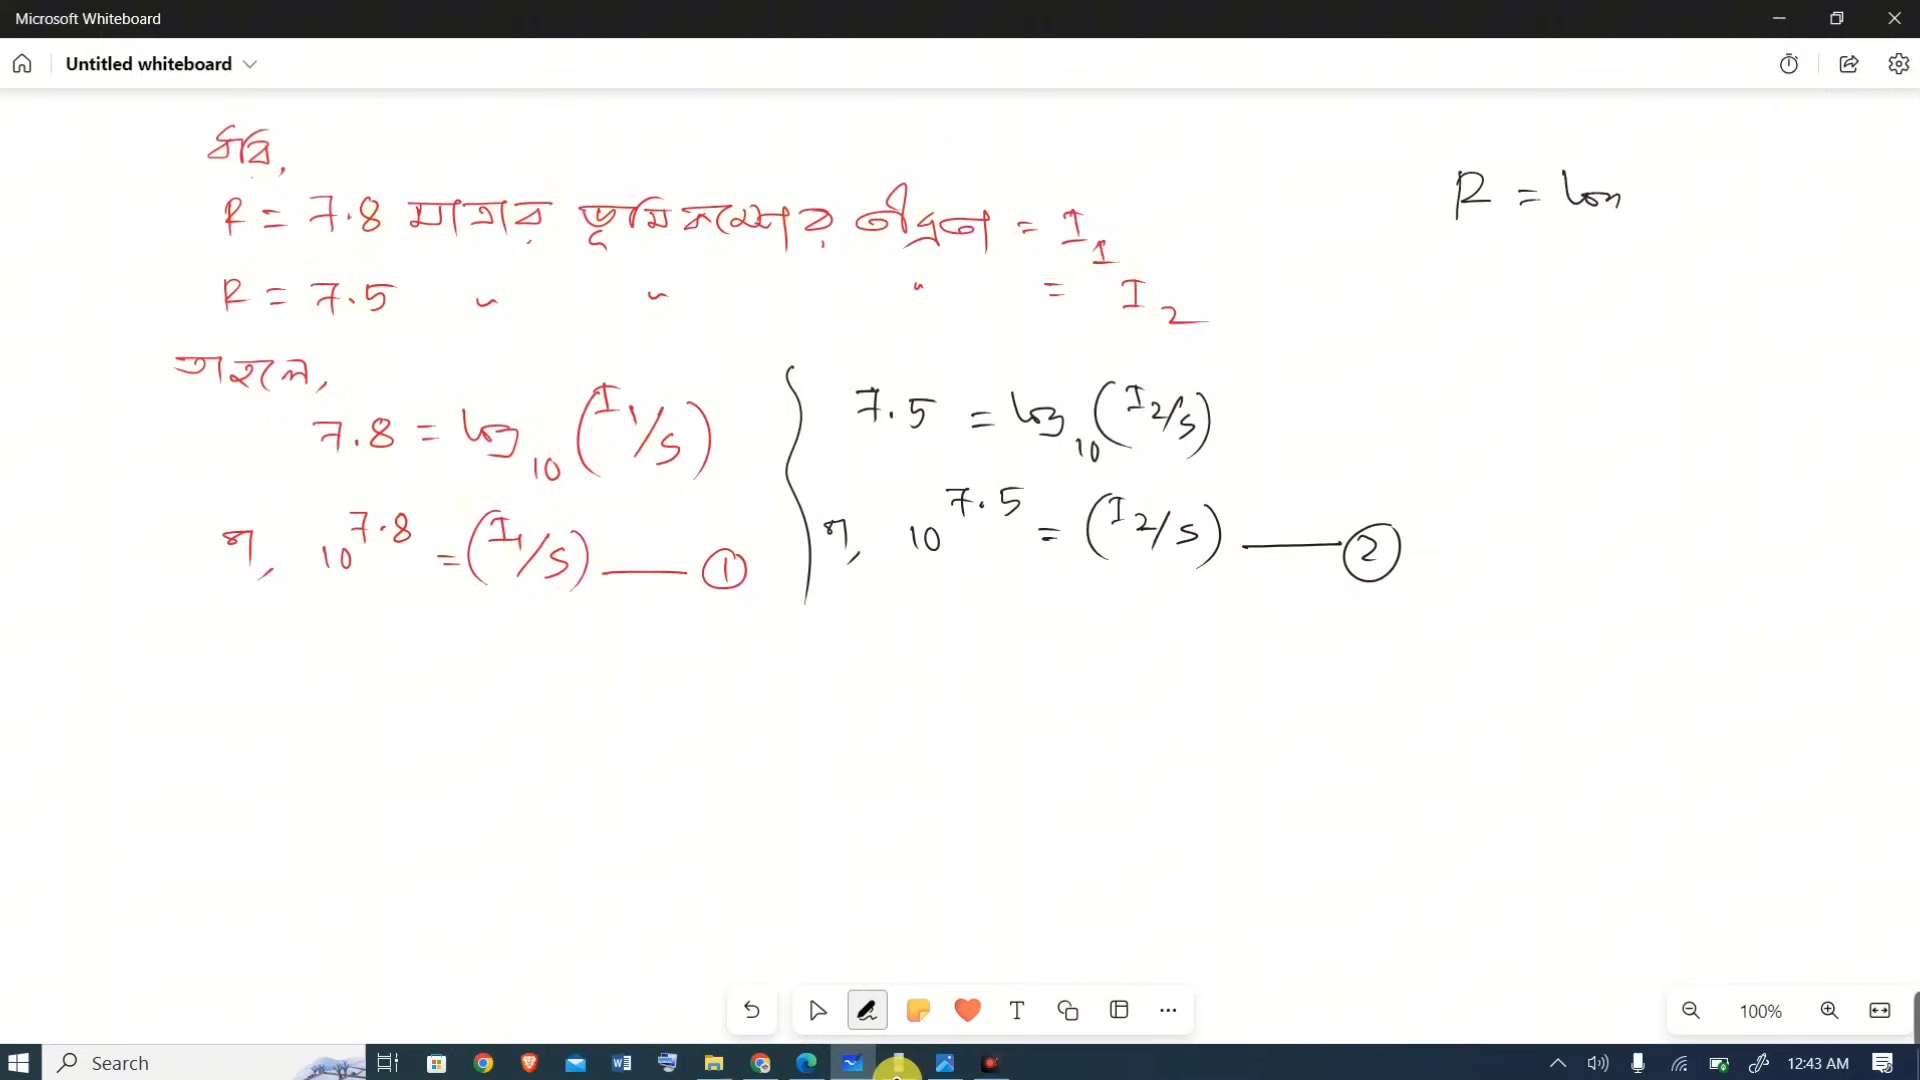 Microsoft Whiteboard
Untitled whiteboard
ধরি,
R = 7.8 মাত্রার ভূমিকম্পের তীব্রতা = I₁
R = 7.5 " " " = I₂
তাহলে,
7.8 = log₁₀ (I₁/S)
বা, 10^7.8 = (I₁/S) —— ①
7.5 = log₁₀ (I₂/S)
বা, 10^7.5 = (I₂/S) —— ②
R = lon
100%
Search
12:43 AM